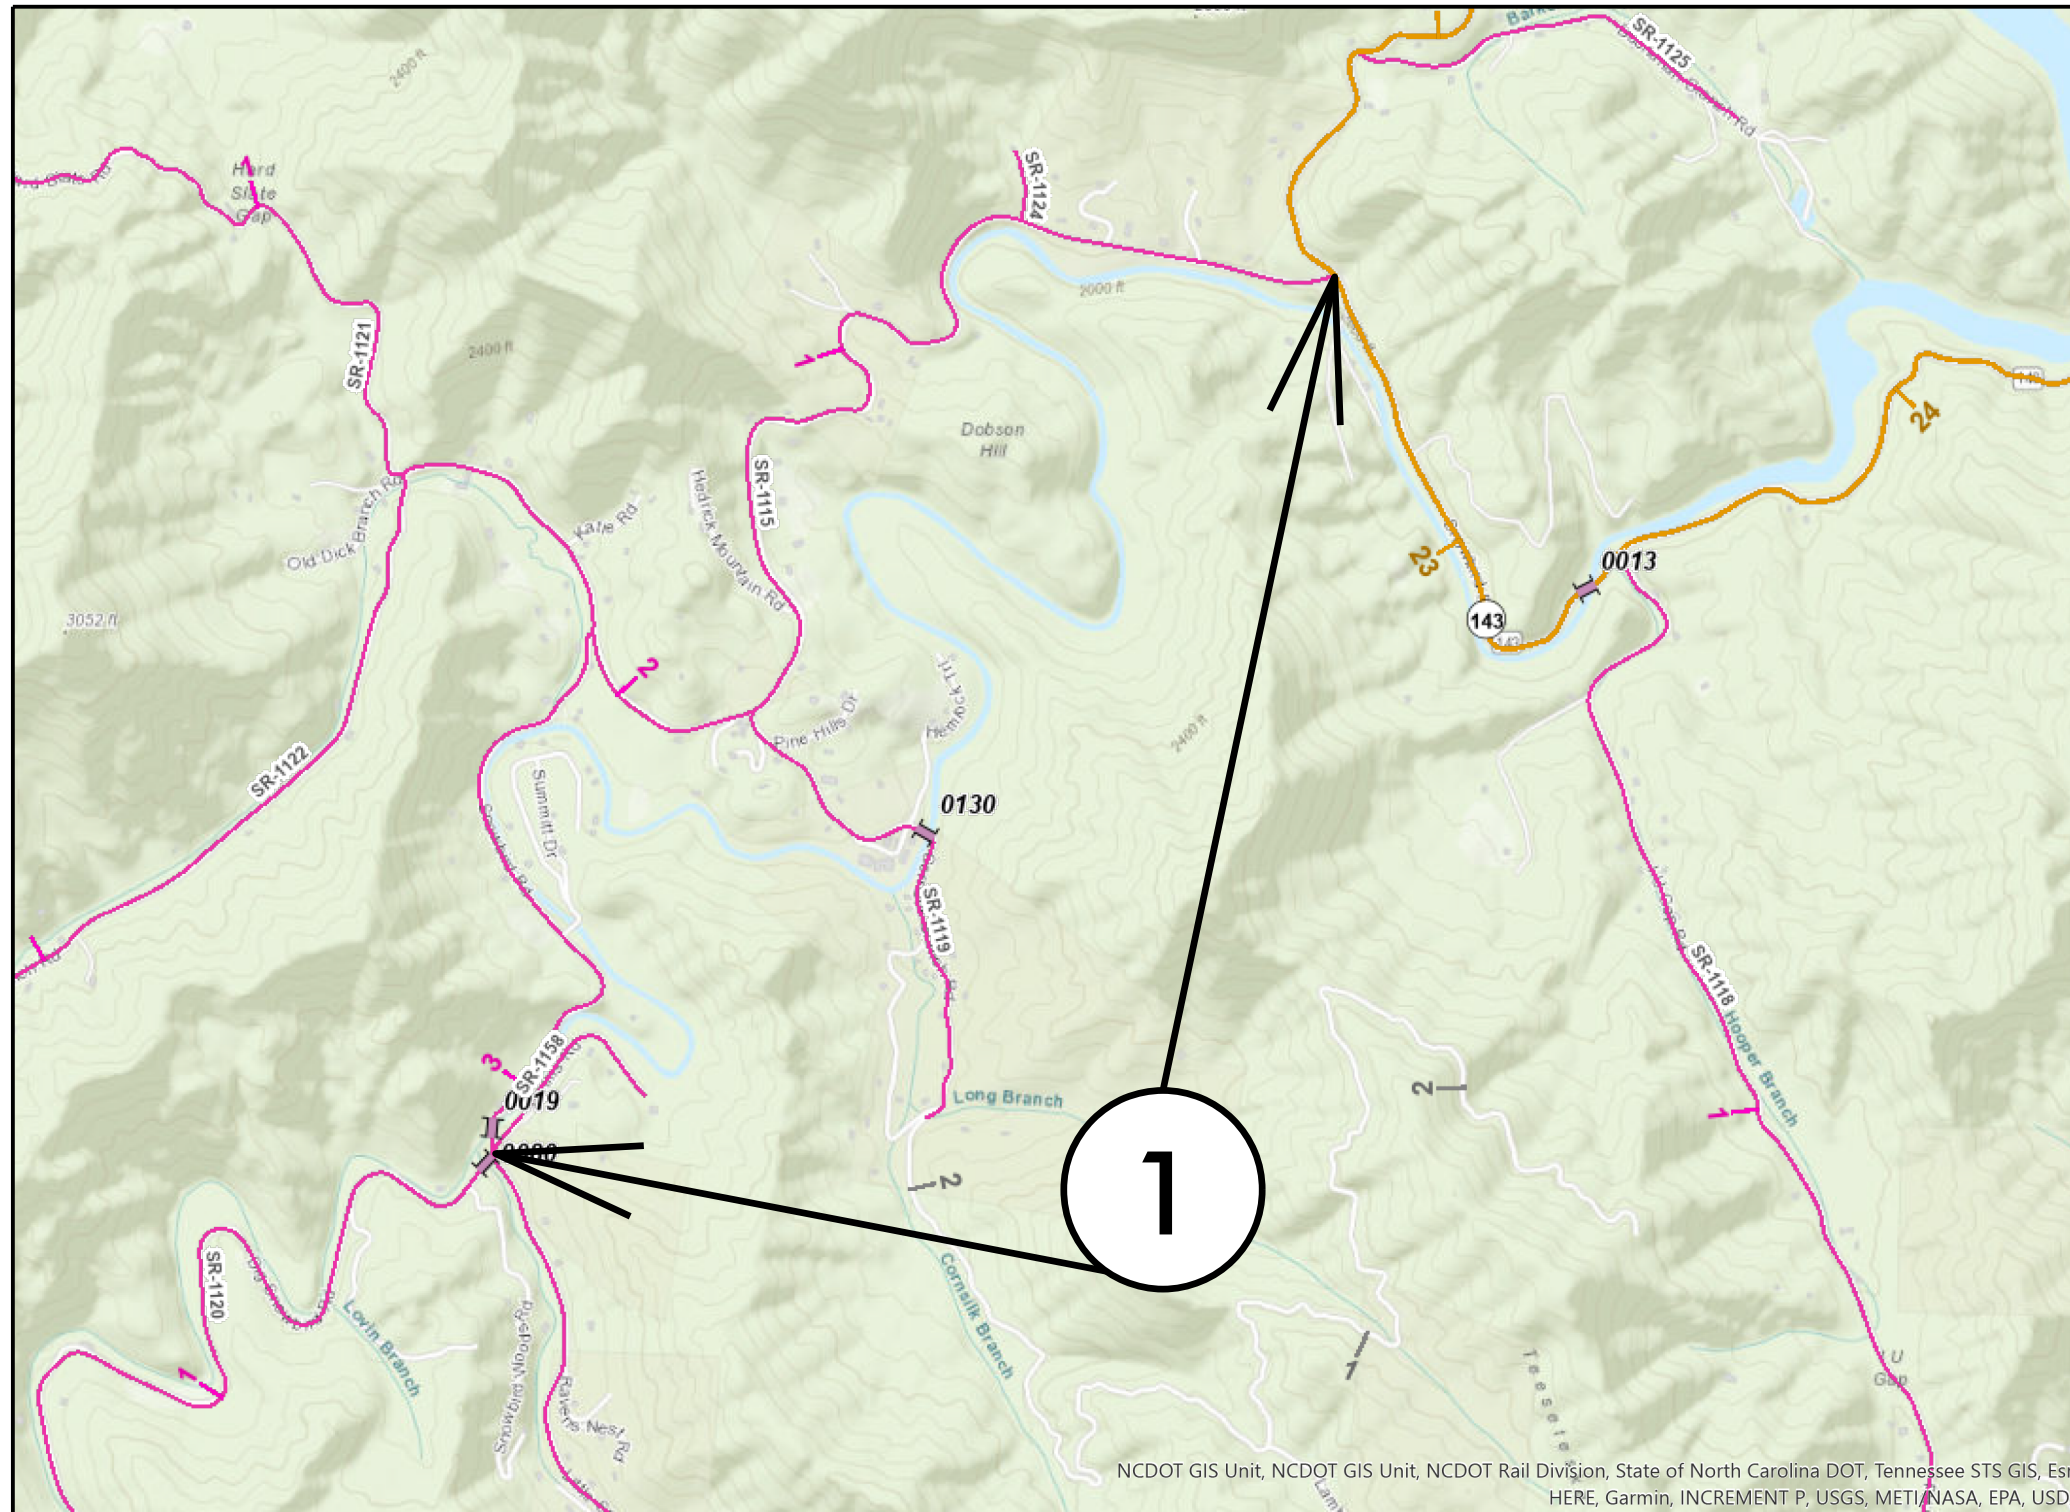 SR-1125
2400 ft
Hard
Slate
Gap
1
SR-1124
2000 ft
SR-1121
2400 ft
1
Dobson
Hill
24
SR-1115
Hedrick Mountain Rd
Katie Rd
Old Dick Branch Rd
23
0013
3052 ft
143
2
Pine Hills Dr
Hemlock Trl
2400 ft
SR-1122
Summitt Dr
0130
SR-1119
SR-1118
Hooper Branch
3
SR-1158
0019
Long Branch
2
1
1
2
SR-1120
Lovin Branch
Cornsilk Branch
1
1
Snowbird Woody Rd
Ravens Nest Rd
U
Gap
NCDOT GIS Unit, NCDOT GIS Unit, NCDOT Rail Division, State of North Carolina DOT, Tennessee STS GIS,
HERE, Garmin, INCREMENT P, USGS, METI/NASA, EPA,